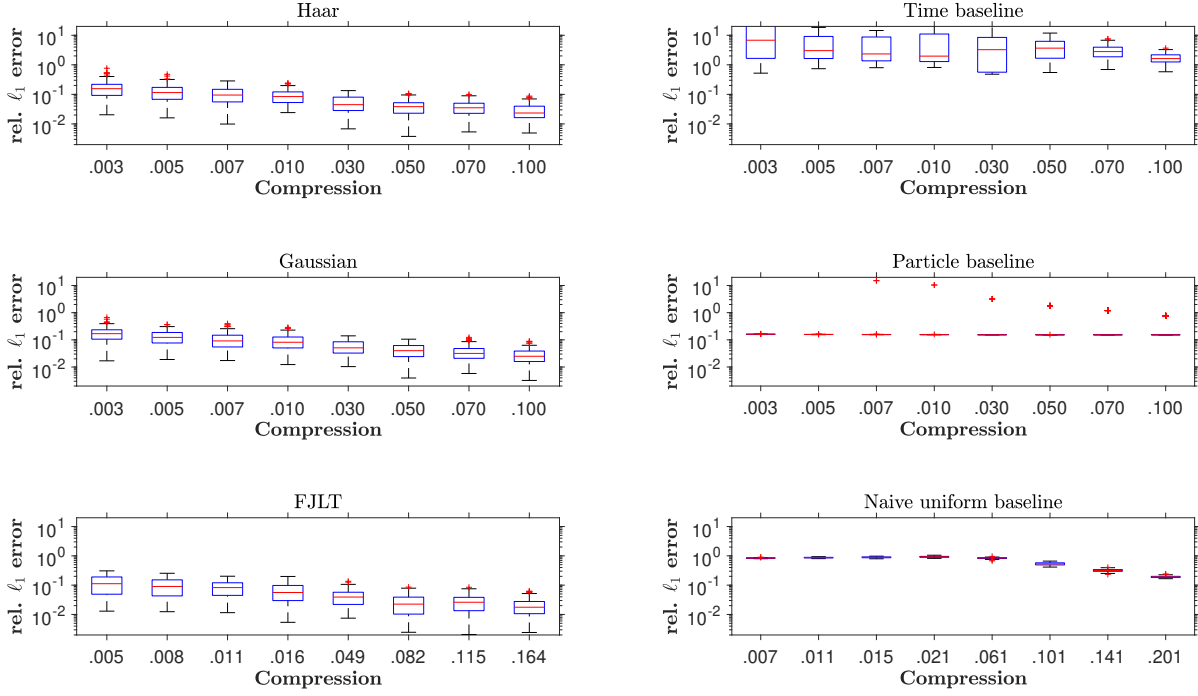 Haar
rel. ℓ1 error
10^1
10^0
10^-1
10^-2
.003 .005 .007 .010 .030 .050 .070 .100
Compression
Time baseline
rel. ℓ1 error
10^1
10^0
10^-1
10^-2
.003 .005 .007 .010 .030 .050 .070 .100
Compression
Gaussian
rel. ℓ1 error
10^1
10^0
10^-1
10^-2
.003 .005 .007 .010 .030 .050 .070 .100
Compression
Particle baseline
rel. ℓ1 error
10^1
10^0
10^-1
10^-2
.003 .005 .007 .010 .030 .050 .070 .100
Compression
FJLT
rel. ℓ1 error
10^1
10^0
10^-1
10^-2
.005 .008 .011 .016 .049 .082 .115 .164
Compression
Naive uniform baseline
rel. ℓ1 error
10^1
10^0
10^-1
10^-2
.007 .011 .015 .021 .061 .101 .141 .201
Compression